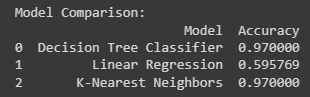 Model Comparison:
Model Accuracy
0 Decision Tree Classifier 0.970000
1 Linear Regression 0.595769
2 K-Nearest Neighbors 0.970000